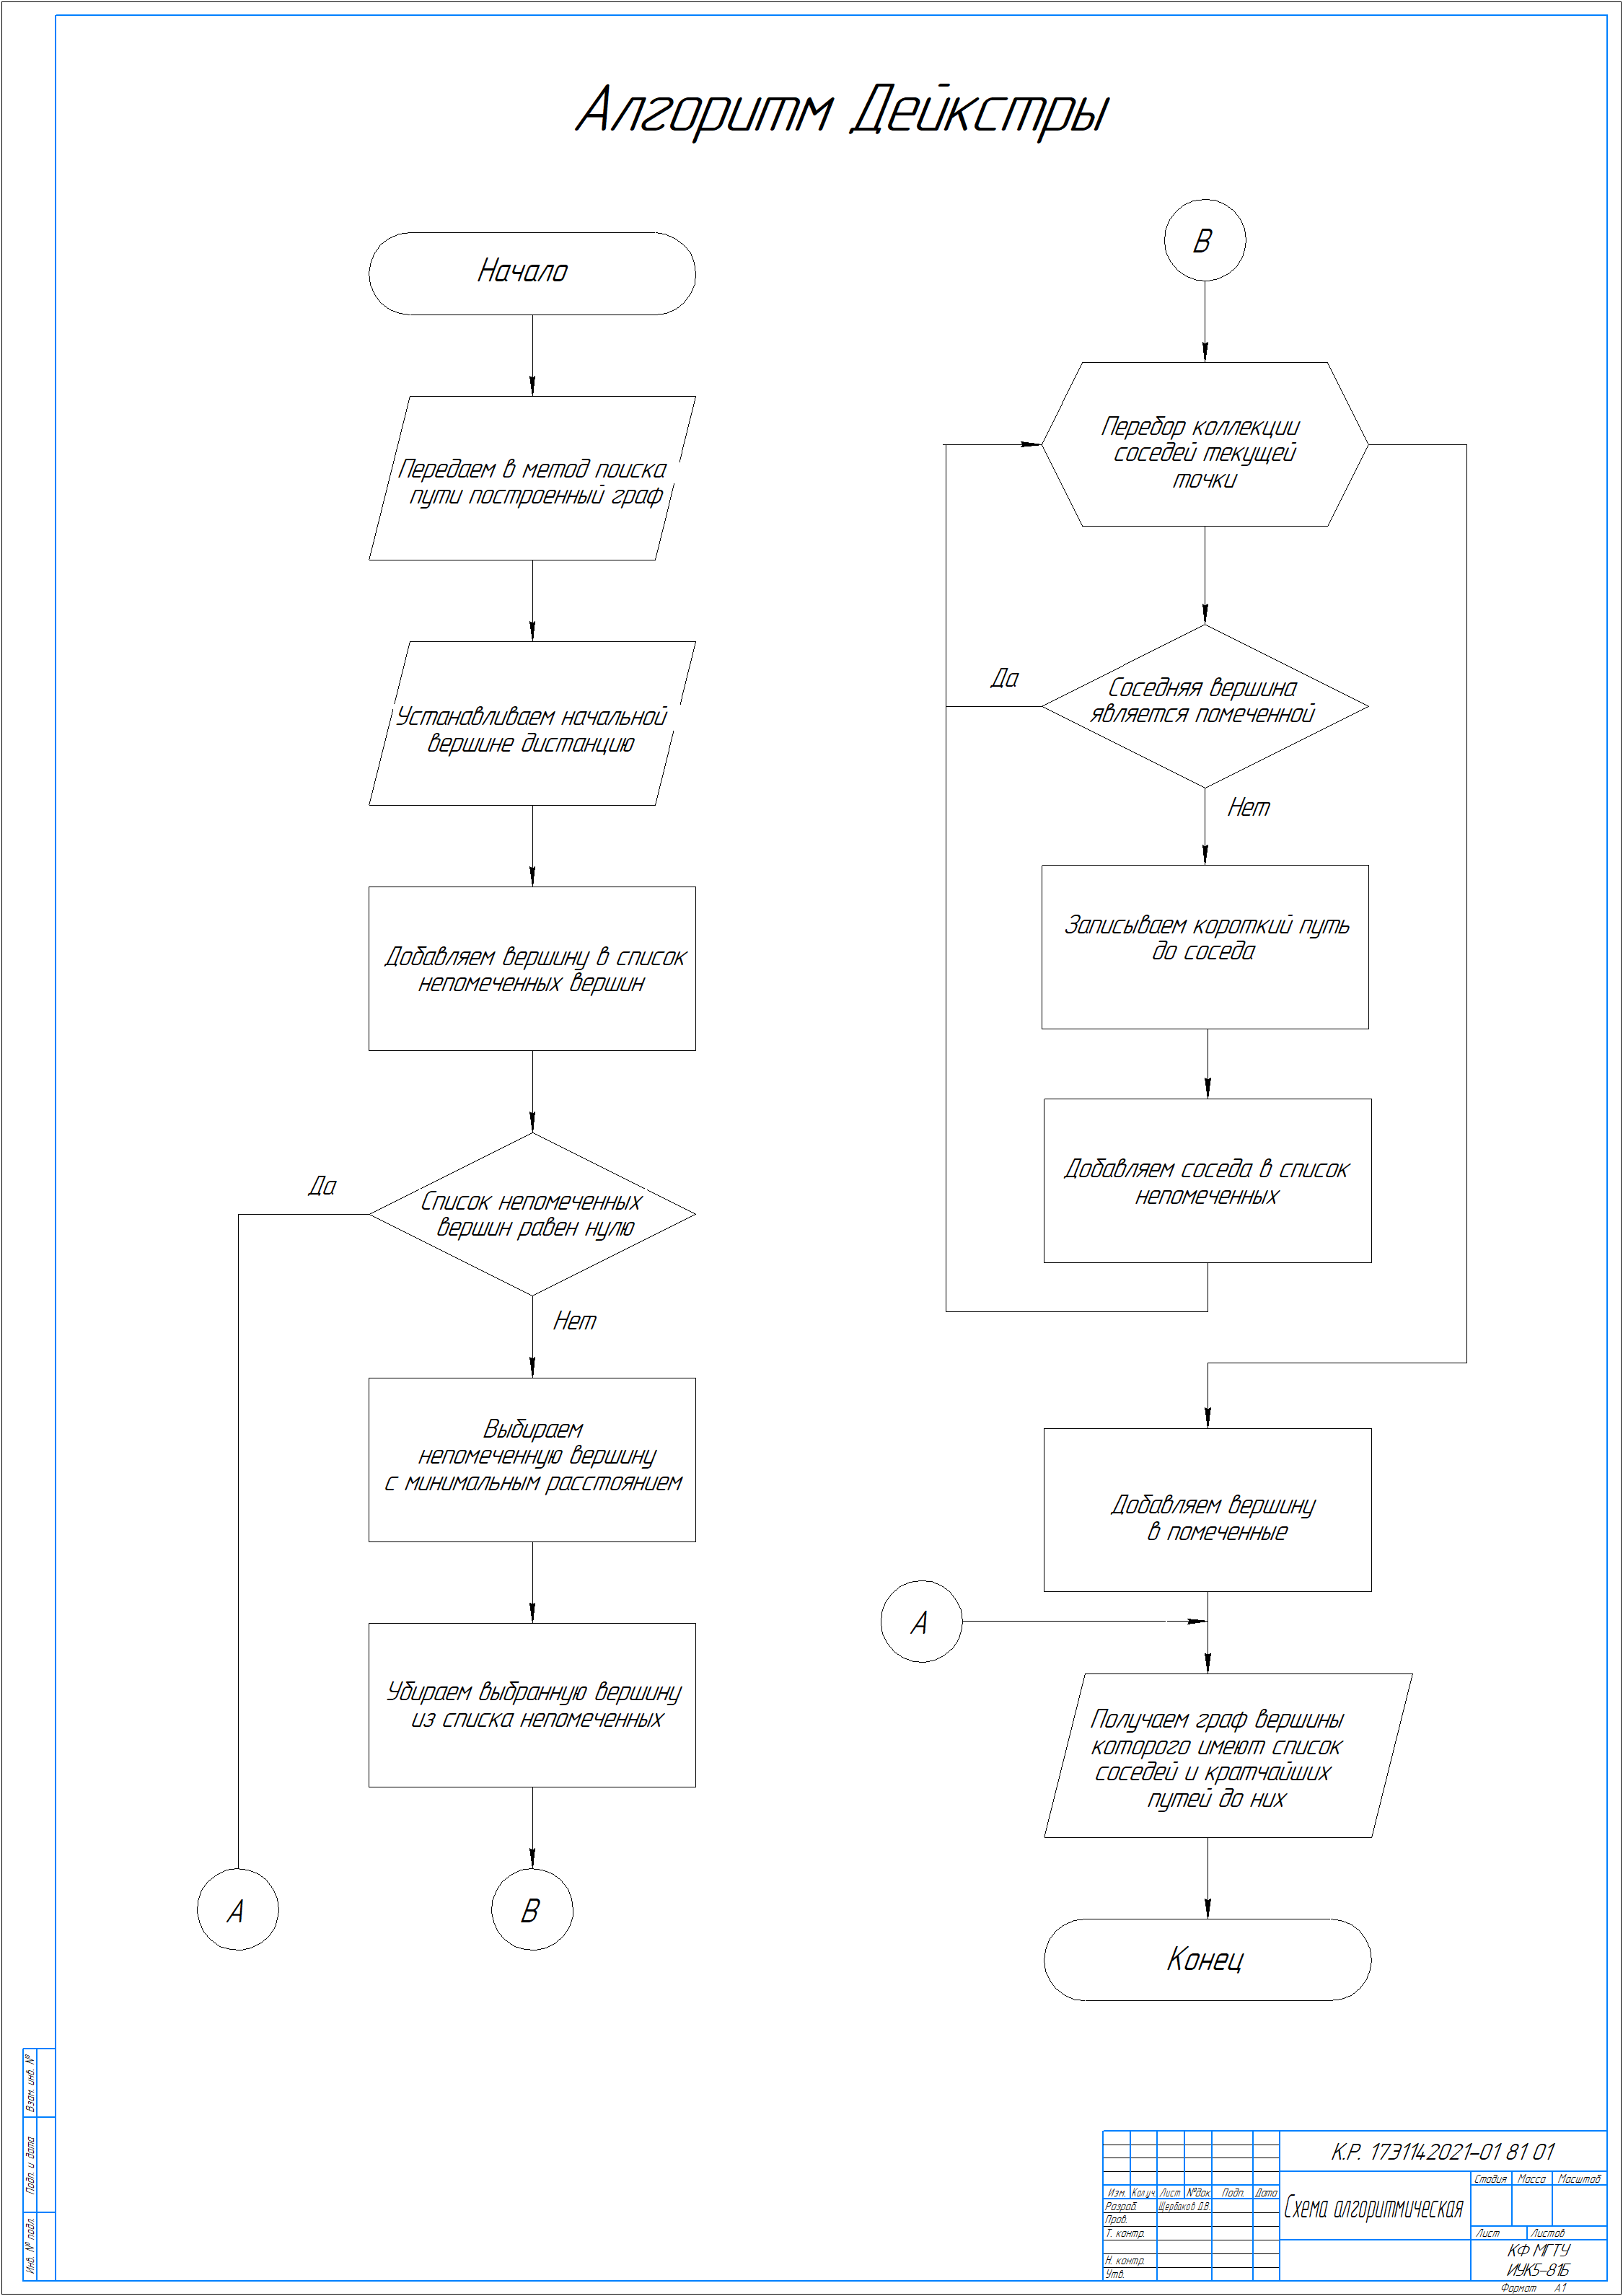 Алгоритм Дейкстры
Начало
Передаем в метод поиска
пути построенный граф
Устанавливаем начальной
вершине дистанцию
Добавляем вершину в список
непомеченных вершин
Да
Список непомеченных
вершин равен нулю
Нет
Выбираем
непомеченную вершину
с минимальным расстоянием
Убираем выбранную вершину
из списка непомеченных
А
В
В
Перебор коллекции
соседей текущей
точки
Да
Соседняя вершина
является помеченной
Нет
Записываем короткий путь
до соседа
Добавляем соседа в список
непомеченных
Добавляем вершину
в помеченные
А
Получаем граф вершины
которого имеют список
соседей и кратчайших
путей до них
Конец
Взам. инв. №
Подп. и дата
Инв. № подл.
К.Р. 1731142021-01 81 01
Изм. Кол.уч. Лист №док. Подп. Дата
Разраб. Щербаков Д.В.
Пров.
Т. контр.
Н. контр.
Утв.
Схема алгоритмическая
Стадия Масса Масштаб
Лист Листов
КФ МГТУ
ИУК5-81Б
Формат А1